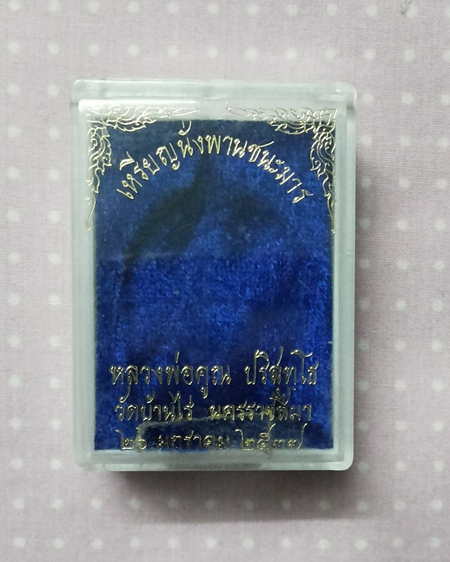 เหรียญนั่งพานชนะมาร
หลวงพ่อคูณ ปริสุทฺโธ
วัดบ้านไร่ นครราชสีมา
๒๖ มกราคม ๒๕๓๗